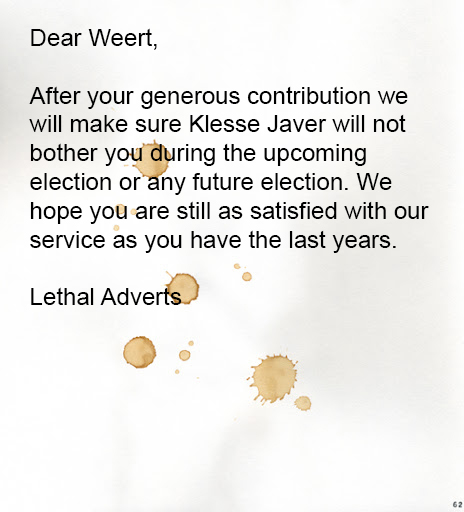 Dear Weert,
After your generous contribution we
will make sure Klesse Javer will not
bother you during the upcoming
election or any future election. We
hope you are still as satisfied with our
service as you have the last years.
Lethal Adverts
62